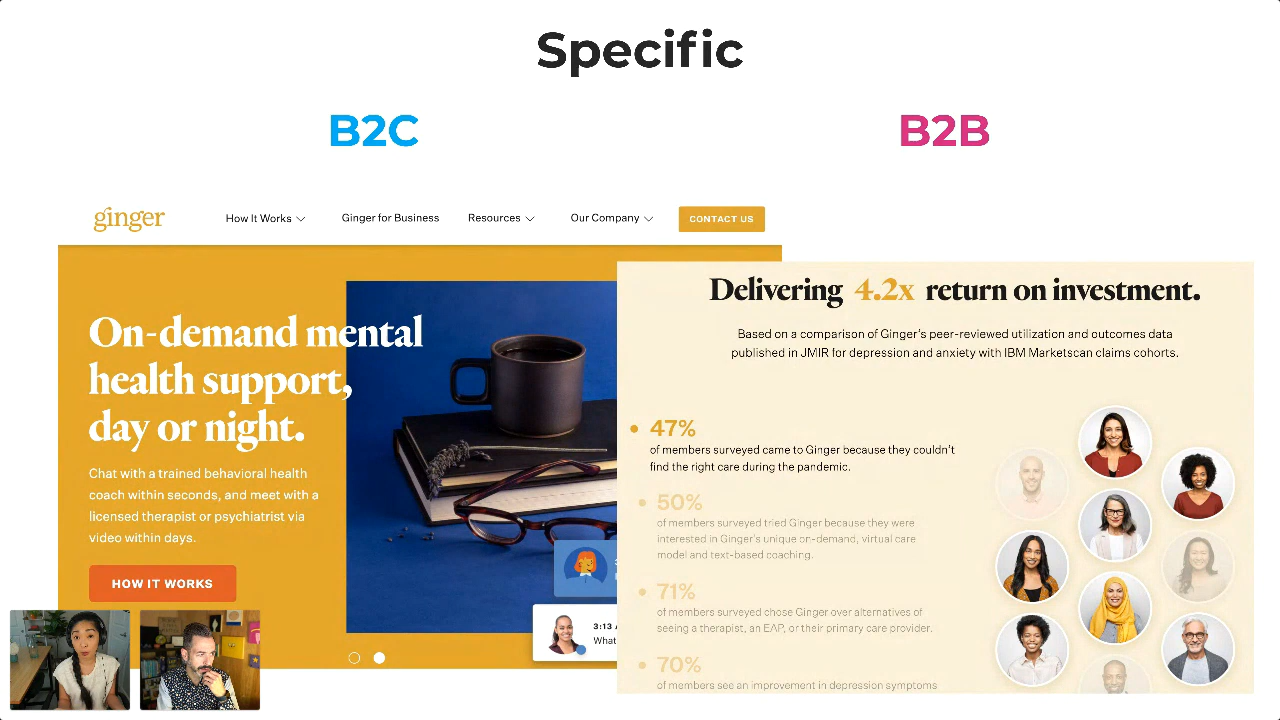 Specific
B2C
B2B
ginger
How It Works
Ginger for Business
Resources
Our Company
CONTACT US
On-demand mental
health support,
day or night.
Chat with a trained behavioral health
coach within seconds, and meet with a
licensed therapist or psychiatrist via
video within days.
HOW IT WORKS
3:13
What
Delivering 4.2x return on investment.
Based on a comparison of Ginger's peer-reviewed utilization and outcomes data
published in JMIR for depression and anxiety with IBM Marketscan claims cohorts.
47%
of members surveyed came to Ginger because they couldn't
find the right care during the pandemic.
50%
of members surveyed tried Ginger because they were
interested in Ginger's unique on-demand, virtual care
model and text-based coaching.
71%
of members surveyed chose Ginger over alternatives of
seeing a therapist, an EAP, or their primary care provider.
70%
of members see an improvement in depression symptoms